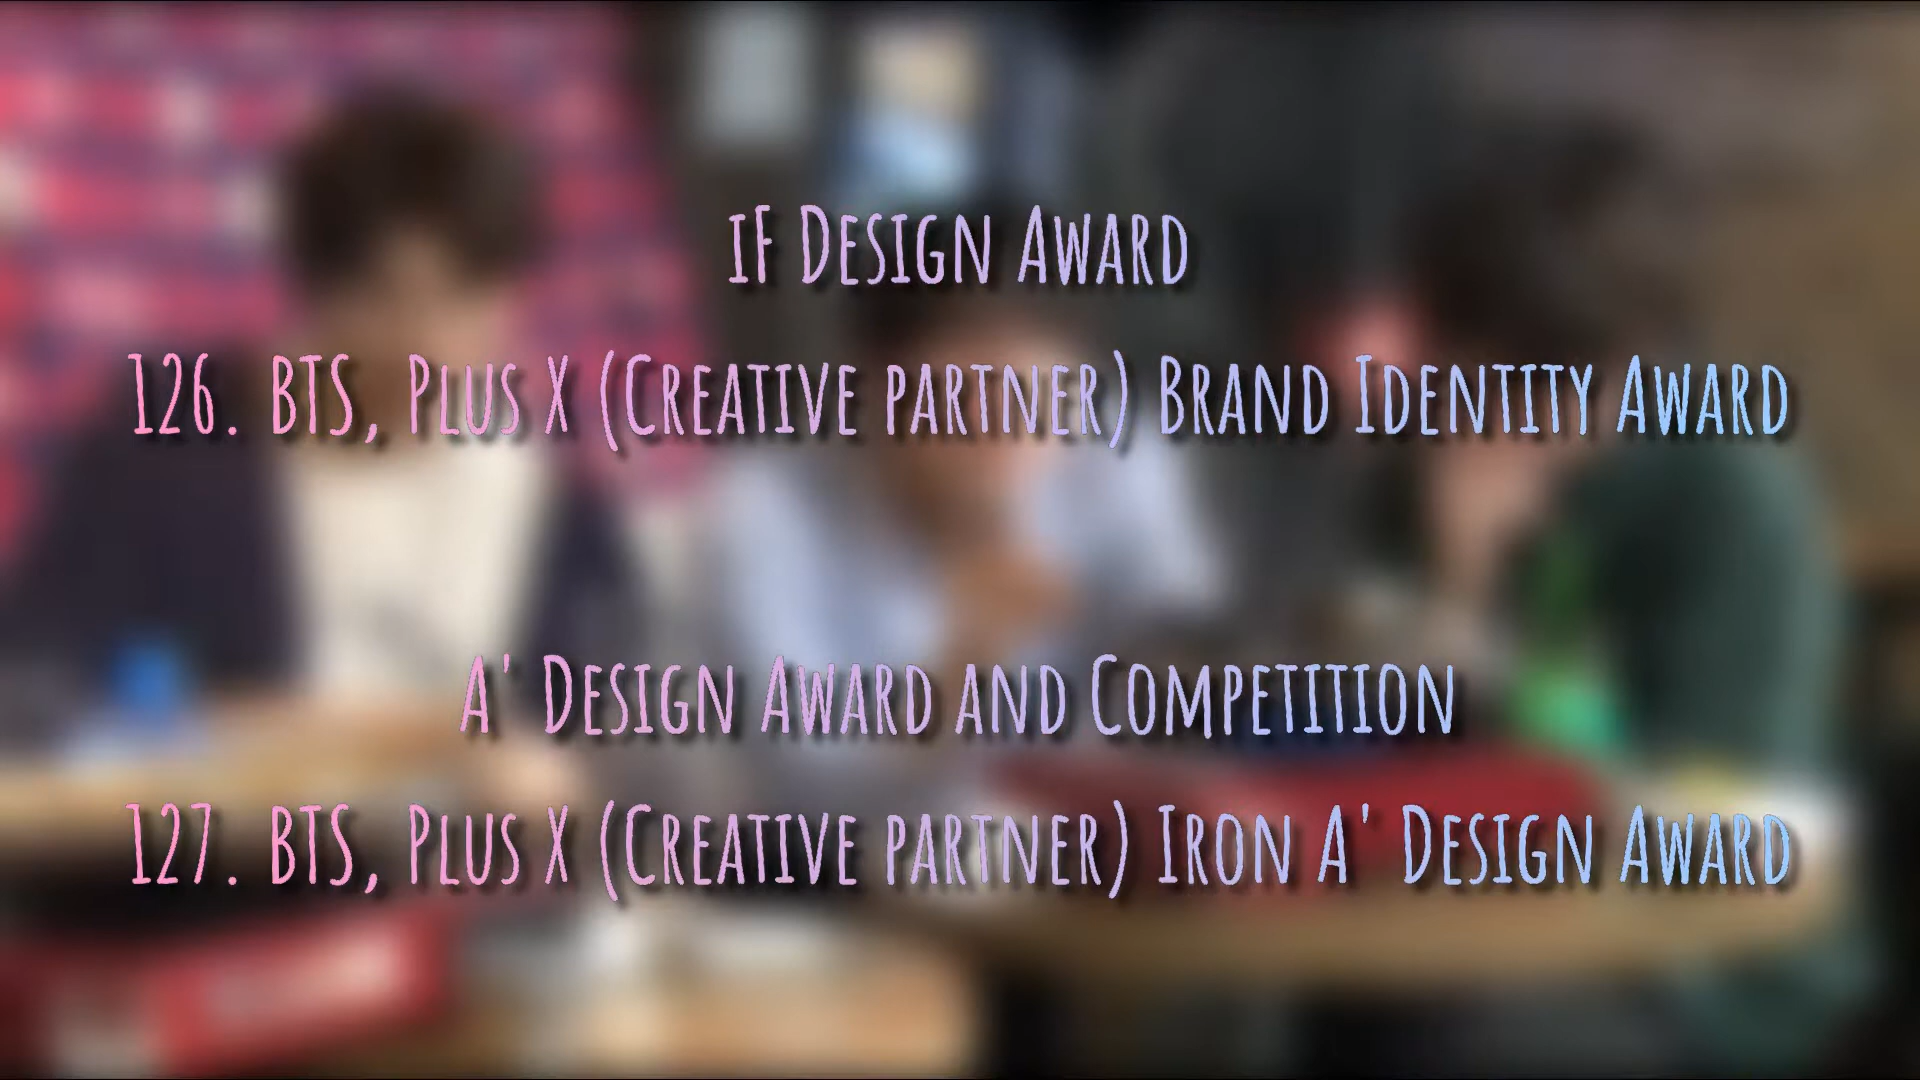 iF Design Award
126. BTS, Plus X (Creative partner) Brand Identity Award
A' Design Award and Competition
127. BTS, Plus X (Creative partner) Iron A' Design Award